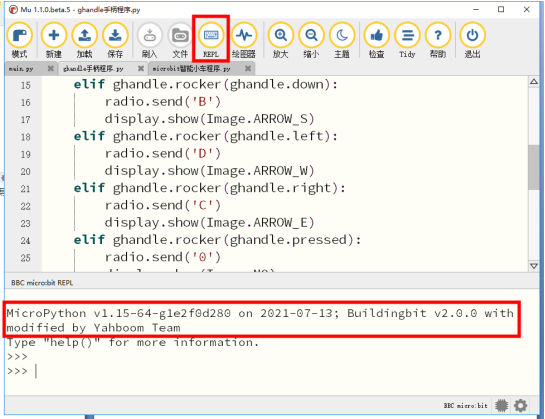 Mu 1.1.0.beta.5 - ghandle手柄程序.py
模式 新建 加载 保存 刷入 文件 REPL 绘图器 放大 缩小 主题 检查 Tidy 帮助 退出
main.py ghandle手柄程序.py microbit智能小车程序.py
15 elif ghandle.rocker(ghandle.down):
16 radio.send('B')
17 display.show(Image.ARROW_S)
18 elif ghandle.rocker(ghandle.left):
19 radio.send('D')
20 display.show(Image.ARROW_W)
21 elif ghandle.rocker(ghandle.right):
22 radio.send('C')
23 display.show(Image.ARROW_E)
24 elif ghandle.rocker(ghandle.pressed):
25 radio.send('0')
BBC micro:bit REPL
MicroPython v1.15-64-g1e2f0d280 on 2021-07-13; Buildingbit v2.0.0 with
modified by Yahboom Team
Type "help()" for more information.
>>>
>>>
BBC micro:bit